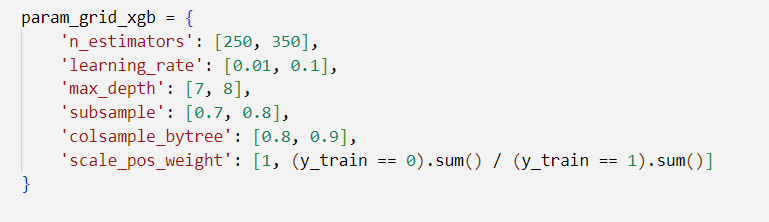 param_grid_xgb = {
    'n_estimators': [250, 350],
    'learning_rate': [0.01, 0.1],
    'max_depth': [7, 8],
    'subsample': [0.7, 0.8],
    'colsample_bytree': [0.8, 0.9],
    'scale_pos_weight': [1, (y_train == 0).sum() / (y_train == 1).sum()]
}